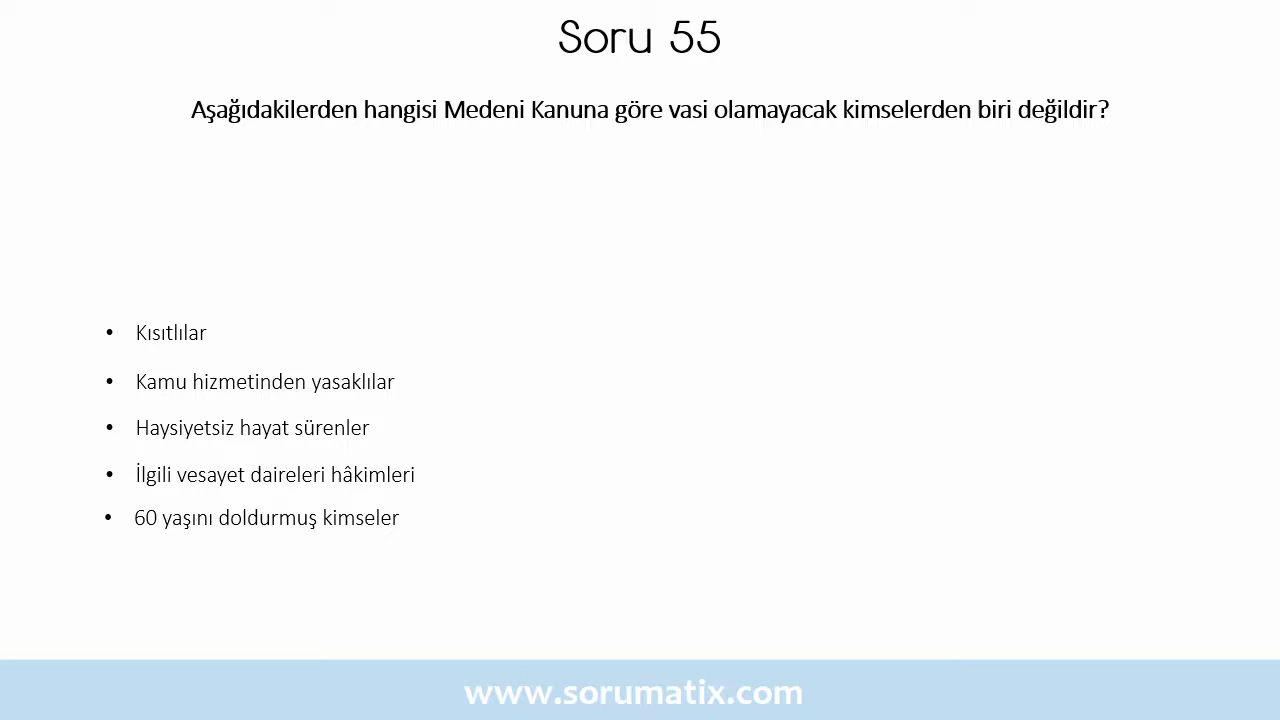 Soru 55
Aşağıdakilerden hangisi Medeni Kanuna göre vasi olamayacak kimselerden biri değildir?
• Kısıtlılar
• Kamu hizmetinden yasaklılar
• Haysiyetsiz hayat sürenler
• İlgili vesayet daireleri hâkimleri
• 60 yaşını doldurmuş kimseler
www.sorumatix.com